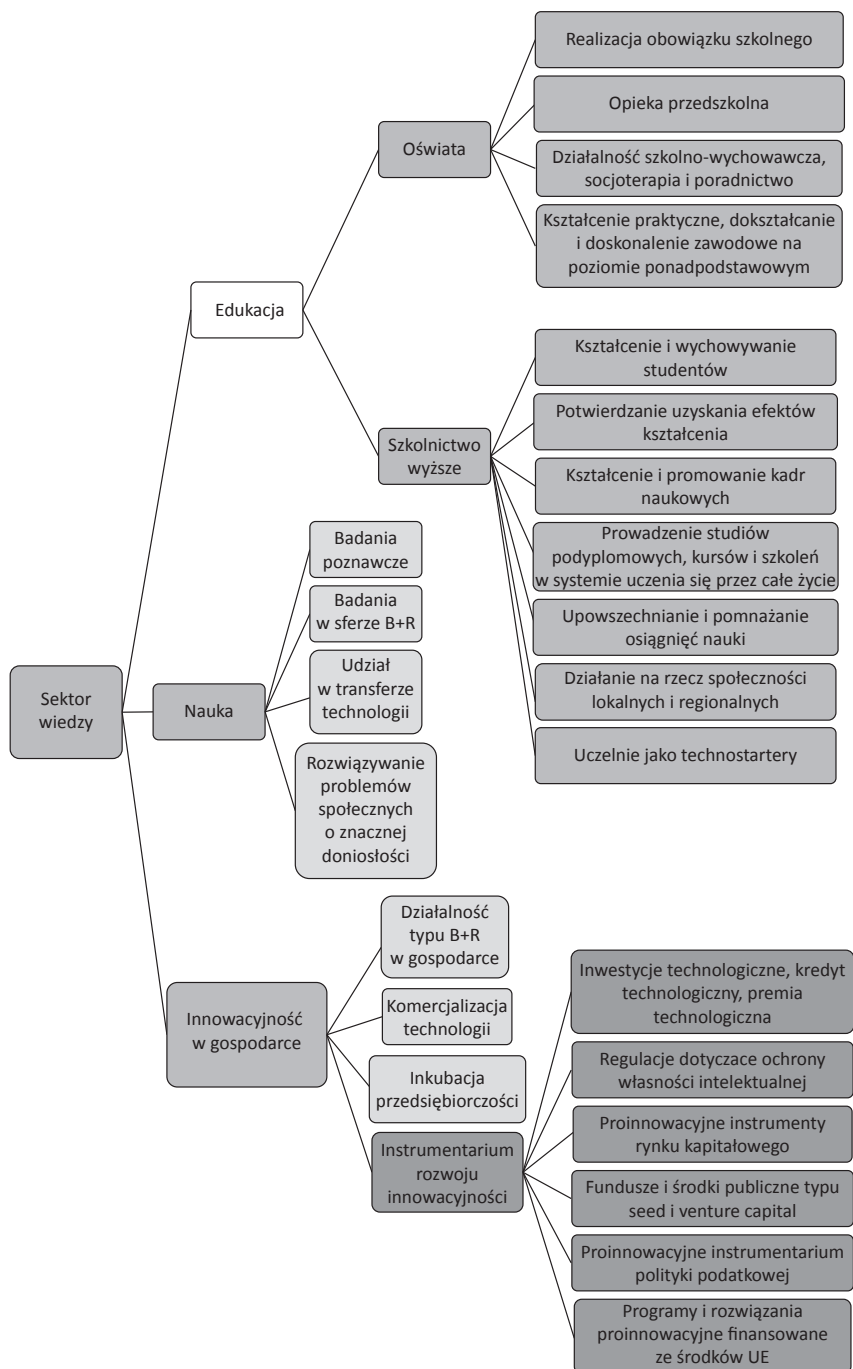 Realizacja obowiązku szkolnego
Opieka przedszkolna
Oświata
Działalność szkolno-wychowawcza,
socjoterapia i poradnictwo
Kształcenie praktyczne, dokształcanie
i doskonalenie zawodowe na
poziomie ponadpodstawowym
Edukacja
Kształcenie i wychowywanie
studentów
Potwierdzanie uzyskania efektów
kształcenia
Szkolnictwo
wyższe
Kształcenie i promowanie kadr
naukowych
Prowadzenie studiów
podyplomowych, kursów i szkoleń
w systemie uczenia się przez całe życie
Upowszechnianie i pomnażanie
osiągnięć nauki
Działanie na rzecz społeczności
lokalnych i regionalnych
Uczelnie jako technostartery
Badania
poznawcze
Badania
w sferze B+R
Udział
w transferze
technologii
Sektor
wiedzy
Nauka
Rozwiązywanie
problemów
społecznych
o znacznej
doniosłości
Działalność
typu B+R
w gospodarce
Innowacyjność
w gospodarce
Komercjalizacja
technologii
Inkubacja
przedsiębiorczości
Instrumentarium
rozwoju
innowacyjności
Inwestycje technologiczne, kredyt
technologiczny, premia
technologiczna
Regulacje dotyczace ochrony
własności intelektualnej
Proinnowacyjne instrumenty
rynku kapitałowego
Fundusze i środki publiczne typu
seed i venture capital
Proinnowacyjne instrumentarium
polityki podatkowej
Programy i rozwiązania
proinnowacyjne finansowane
ze środków UE